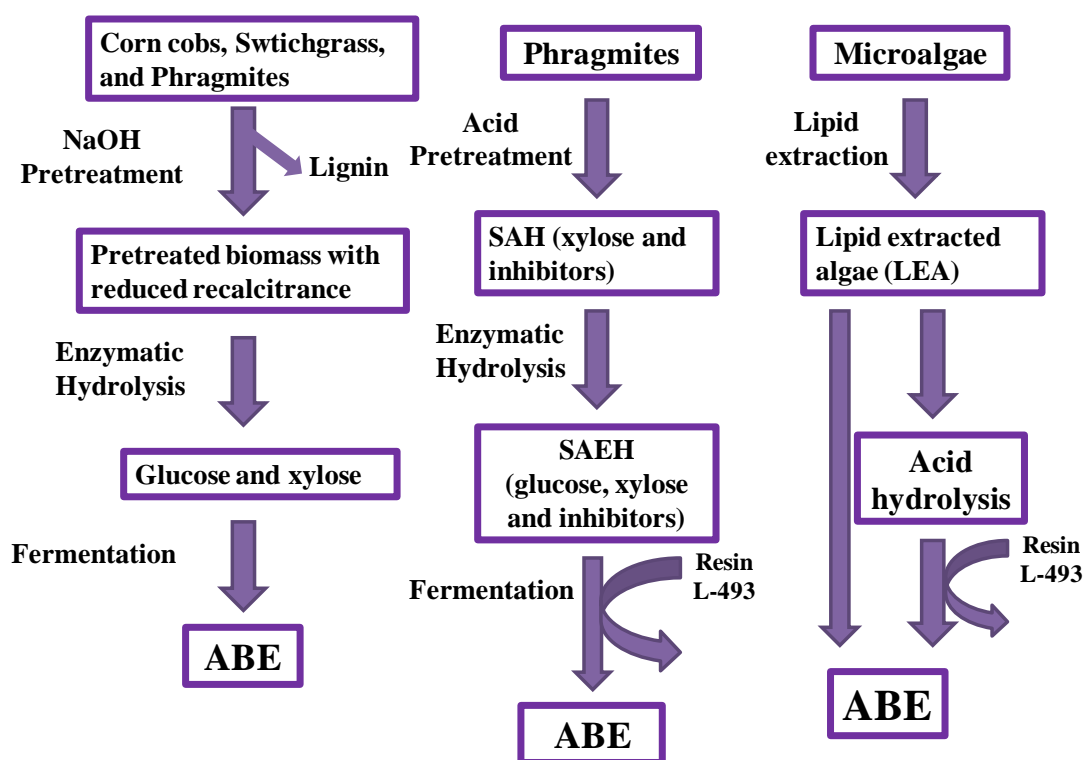 Corn cobs, Swtichgrass,
and Phragmites
NaOH
Pretreatment
Lignin
Pretreated biomass with
reduced recalcitrance
Enzymatic
Hydrolysis
Glucose and xylose
Fermentation
ABE
Phragmites
Acid
Pretreatment
SAH (xylose and
inhibitors)
Enzymatic
Hydrolysis
SAEH
(glucose, xylose
and inhibitors)
Fermentation
Resin
L-493
ABE
Microalgae
Lipid
extraction
Lipid extracted
algae (LEA)
Acid
hydrolysis
Resin
L-493
ABE